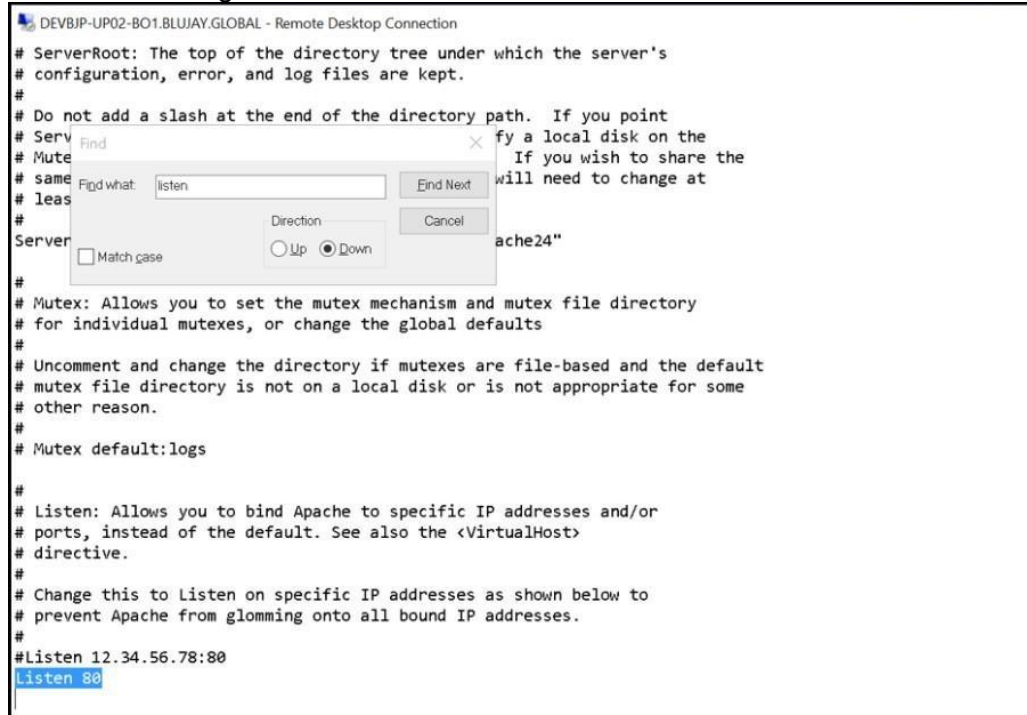 DEVBJP-UP02-BO1.BLUJAY.GLOBAL - Remote Desktop Connection
# ServerRoot: The top of the directory tree under which the server's
# configuration, error, and log files are kept.
#
# Do not add a slash at the end of the directory path.  If you point
# Serv
fy a local disk on the
# Mute
If you wish to share the
# same
will need to change at
# leas
#
Server
ache24"
Find
Find what:
listen
Find Next
Direction
Cancel
Up
Down
Match case
#
# Mutex: Allows you to set the mutex mechanism and mutex file directory
# for individual mutexes, or change the global defaults
#
# Uncomment and change the directory if mutexes are file-based and the default
# mutex file directory is not on a local disk or is not appropriate for some
# other reason.
#
# Mutex default:logs
#
# Listen: Allows you to bind Apache to specific IP addresses and/or
# ports, instead of the default. See also the <VirtualHost>
# directive.
#
# Change this to Listen on specific IP addresses as shown below to
# prevent Apache from glomming onto all bound IP addresses.
#
#Listen 12.34.56.78:80
Listen 80